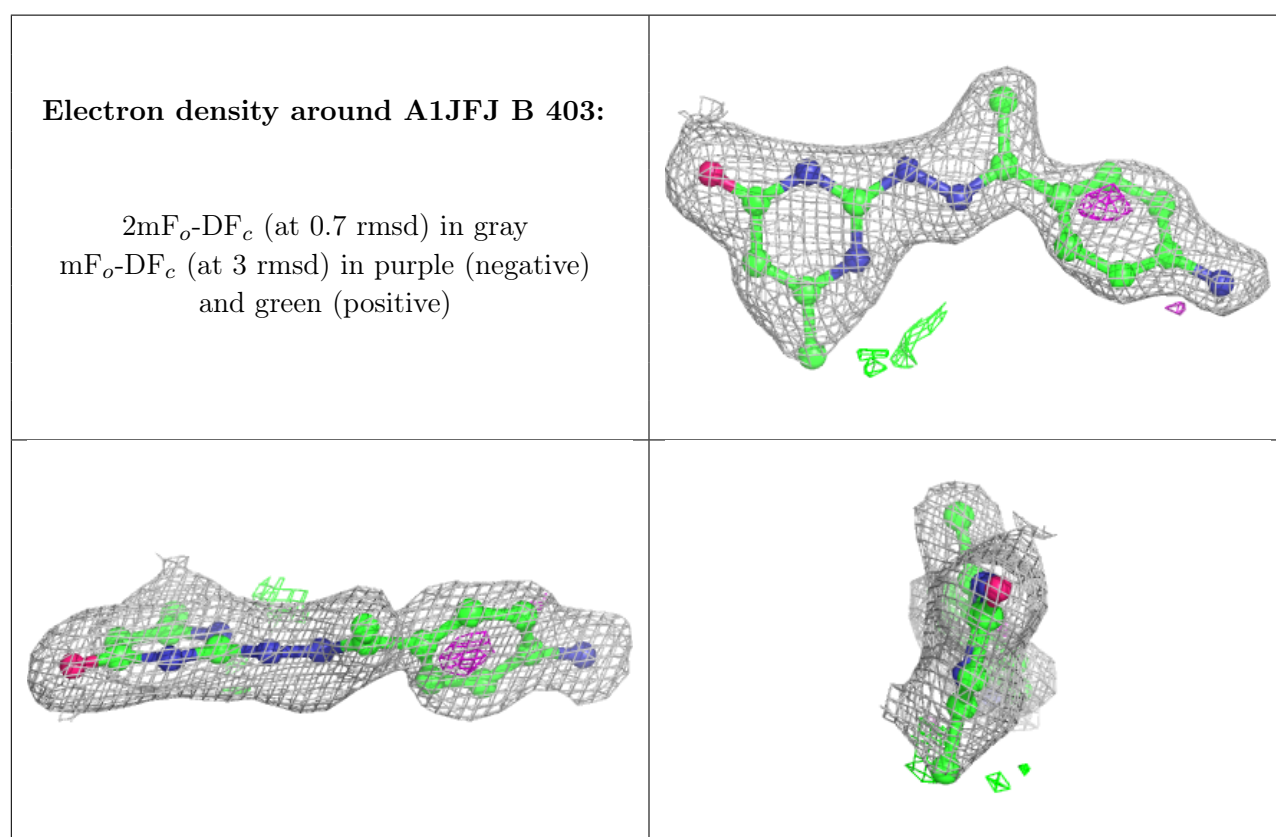 Electron density around A1JFJ B 403:
2mFo-DFc (at 0.7 rmsd) in gray
mFo-DFc (at 3 rmsd) in purple (negative)
and green (positive)